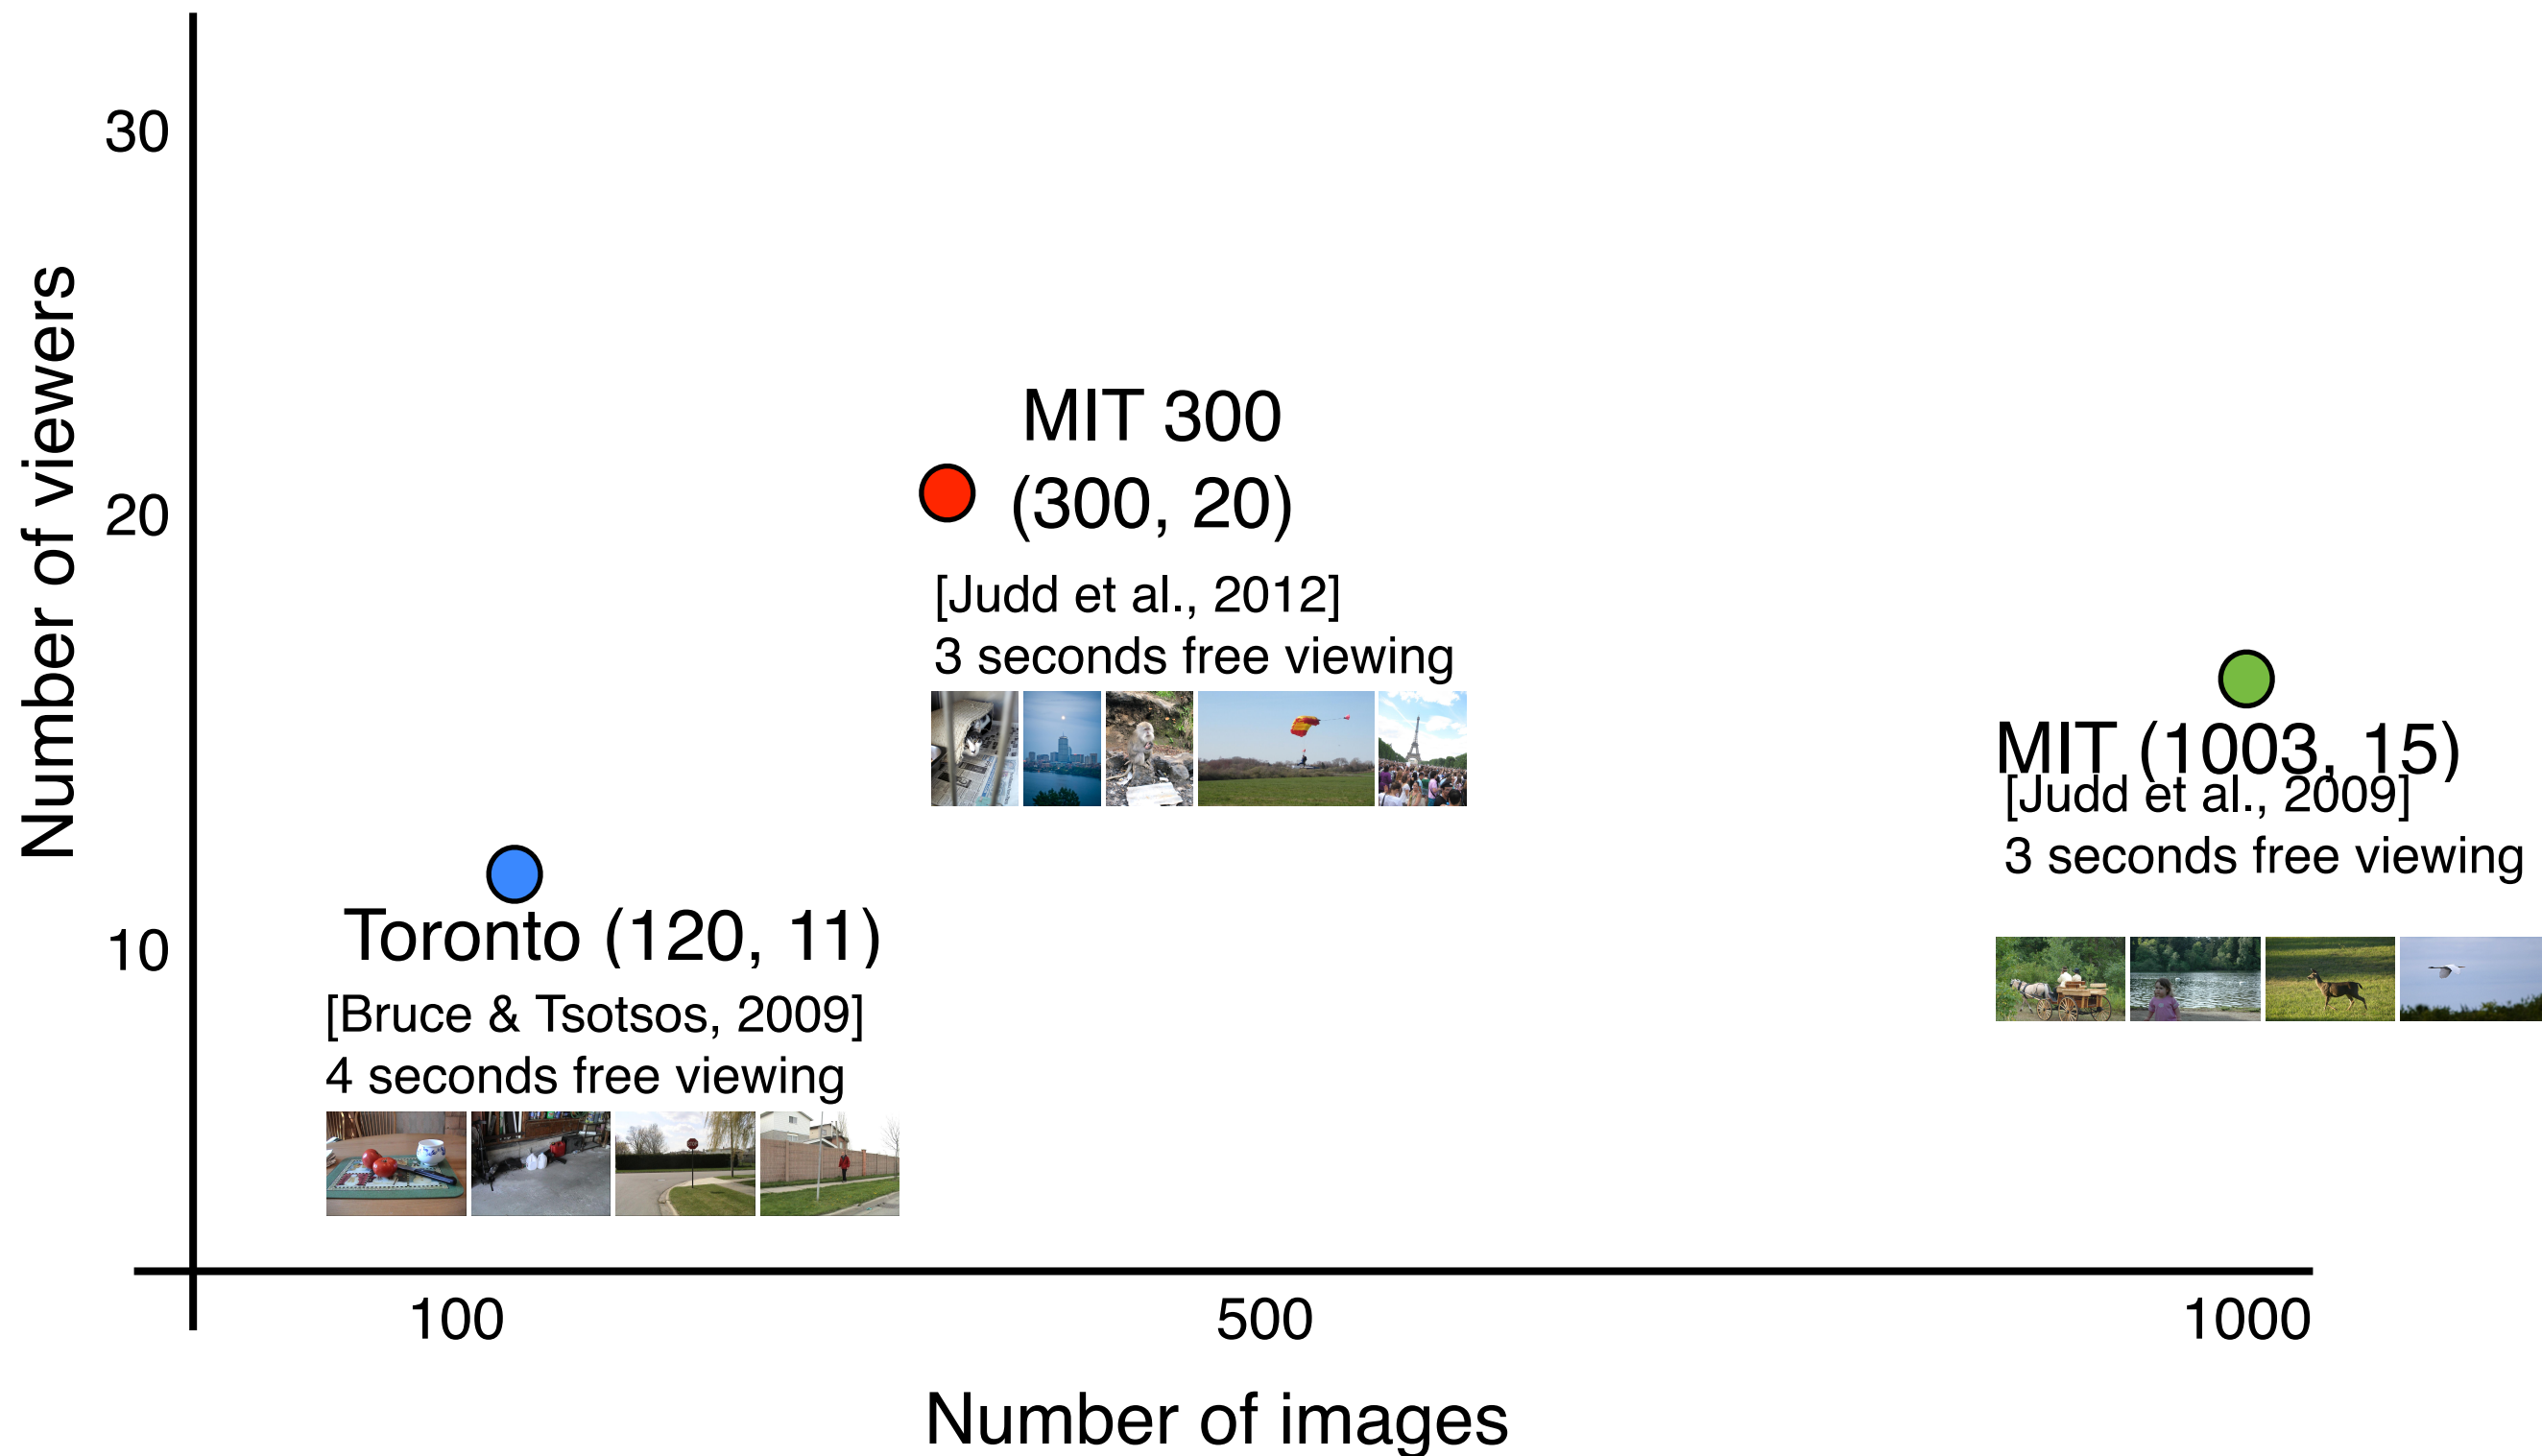 30
20
10
Number of viewers
MIT 300
(300, 20)
[Judd et al., 2012]
3 seconds free viewing
MIT (1003, 15)
[Judd et al., 2009]
3 seconds free viewing
Toronto (120, 11)
[Bruce & Tsotsos, 2009]
4 seconds free viewing
STOP
100
500
1000
Number of images